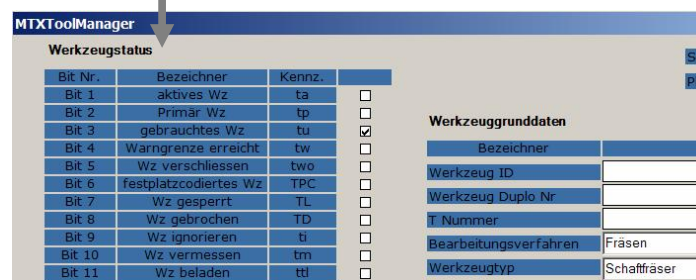 MTXToolManager
Werkzeugstatus
Bit Nr. Bezeichner Kennz.
Bit 1 aktives Wz ta
Bit 2 Primär Wz tp
Bit 3 gebrauchtes Wz tu
Bit 4 Warngrenze erreicht tw
Bit 5 Wz verschliessen two
Bit 6 festplatzcodiertes Wz TPC
Bit 7 Wz gesperrt TL
Bit 8 Wz gebrochen TD
Bit 9 Wz ignorieren ti
Bit 10 Wz vermessen tm
Bit 11 Wz beladen ttl
Werkzeuggrunddaten
Bezeichner
Werkzeug ID
Werkzeug Duplo Nr
T Nummer
Bearbeitungsverfahren Fräsen
Werkzeugtyp Schaftfräser